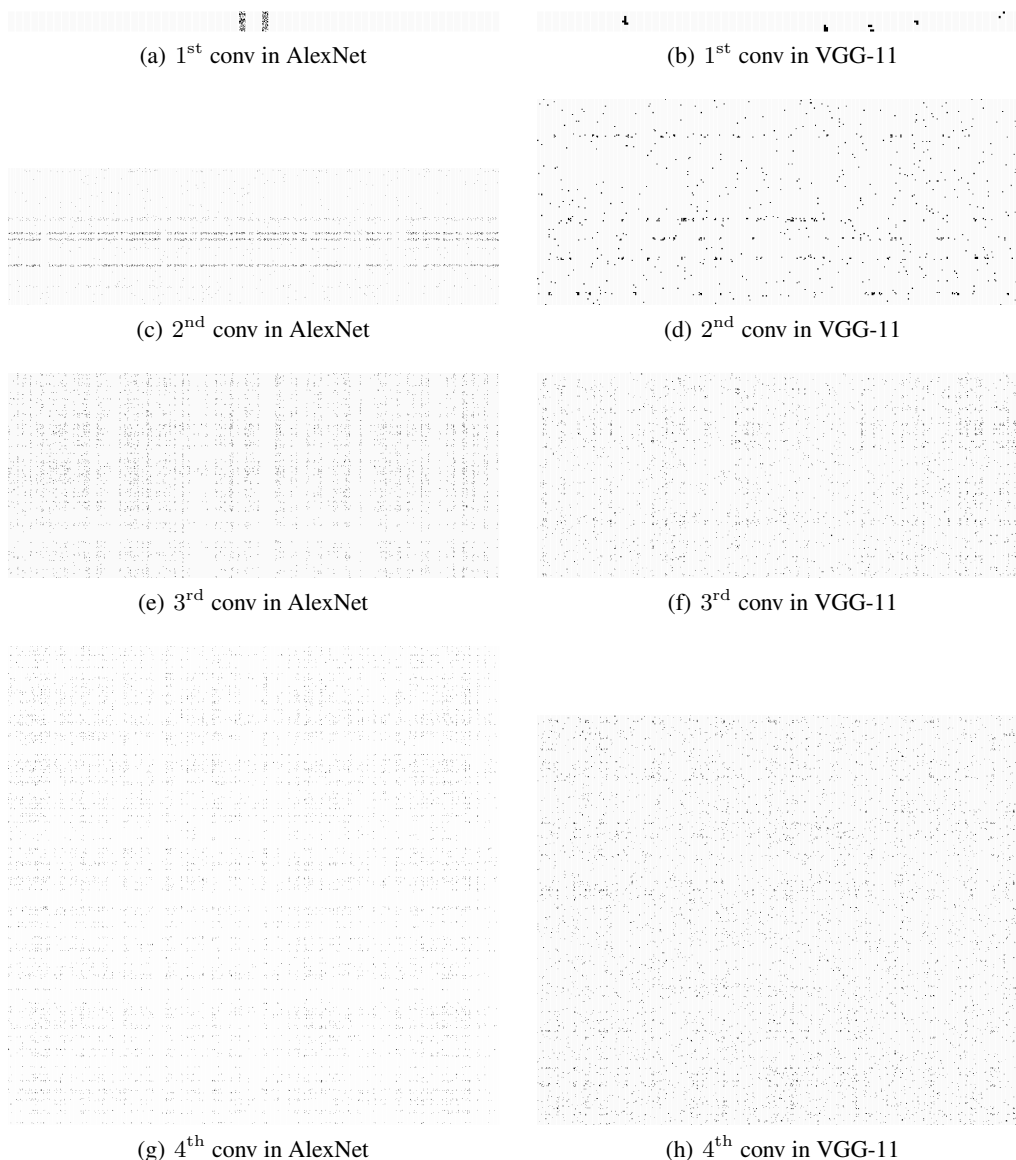 (a) 1st conv in AlexNet
(b) 1st conv in VGG-11
(c) 2nd conv in AlexNet
(d) 2nd conv in VGG-11
(e) 3rd conv in AlexNet
(f) 3rd conv in VGG-11
(g) 4th conv in AlexNet
(h) 4th conv in VGG-11